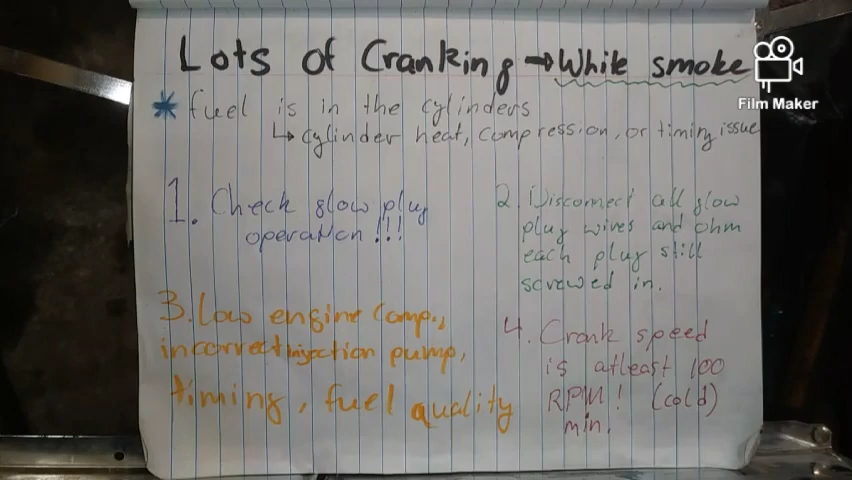 Lots of Cranking → White smoke
* fuel is in the cylinders
↳ cylinder heat, compression, or timing issue
1. Check glow plug
operation!!!
2. Disconnect all glow
plug wires and ohm
each plug still
screwed in.
3. Low engine Comp.,
incorrect injection pump,
timing, fuel quality
4. Crank speed
is atleast 100
RPM! (cold)
min.
Film Maker